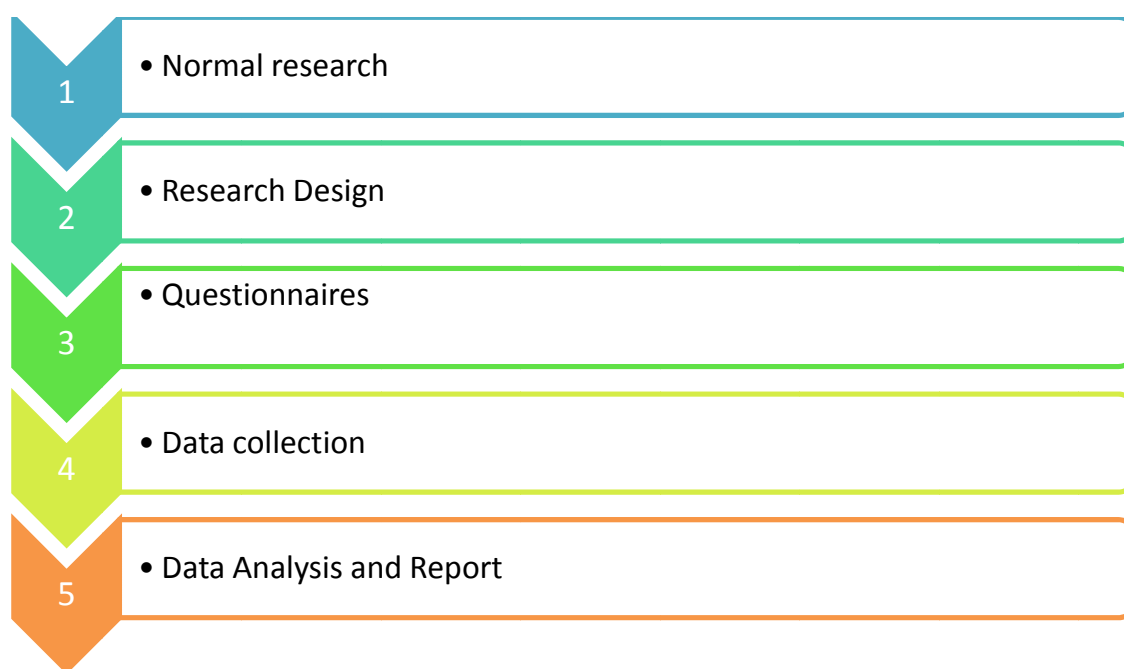 1
• Normal research
2
• Research Design
3
• Questionnaires
4
• Data collection
5
• Data Analysis and Report